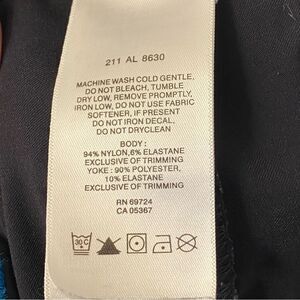 211 AL 8630
MACHINE WASH COLD GENTLE,
DO NOT BLEACH, TUMBLE
DRY LOW, REMOVE PROMPTLY,
IRON LOW, DO NOT USE FABRIC
SOFTENER, IF PRESENT
DO NOT IRON DECAL,
DO NOT DRYCLEAN
BODY :
94% NYLON, 6% ELASTANE
EXCLUSIVE OF TRIMMING
YOKE : 90% POLYESTER,
10% ELASTANE
EXCLUSIVE OF TRIMMING
RN 69724
CA 05367
30 C